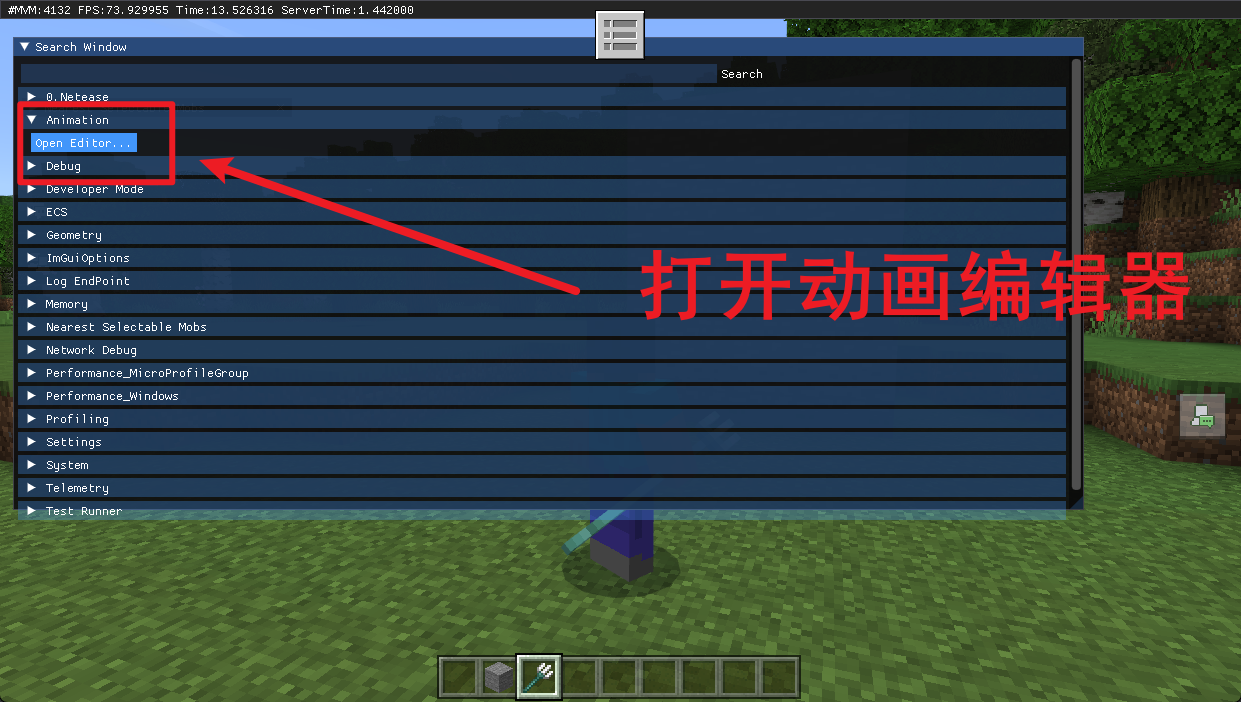 #MVM:4132 FPS:73.929955 Time:13.526316 ServerTime:1.442000
Search Window
Search
0.Netease
Animation
Open Editor...
Debug
Developer Mode
ECS
Geometry
ImGuiOptions
打开动画编辑器
Log EndPoint
Memory
Nearest Selectable Mobs
Network Debug
Performance_MicroProfileGroup
Performance_Windows
Profiling
Settings
System
Telemetry
Test Runner